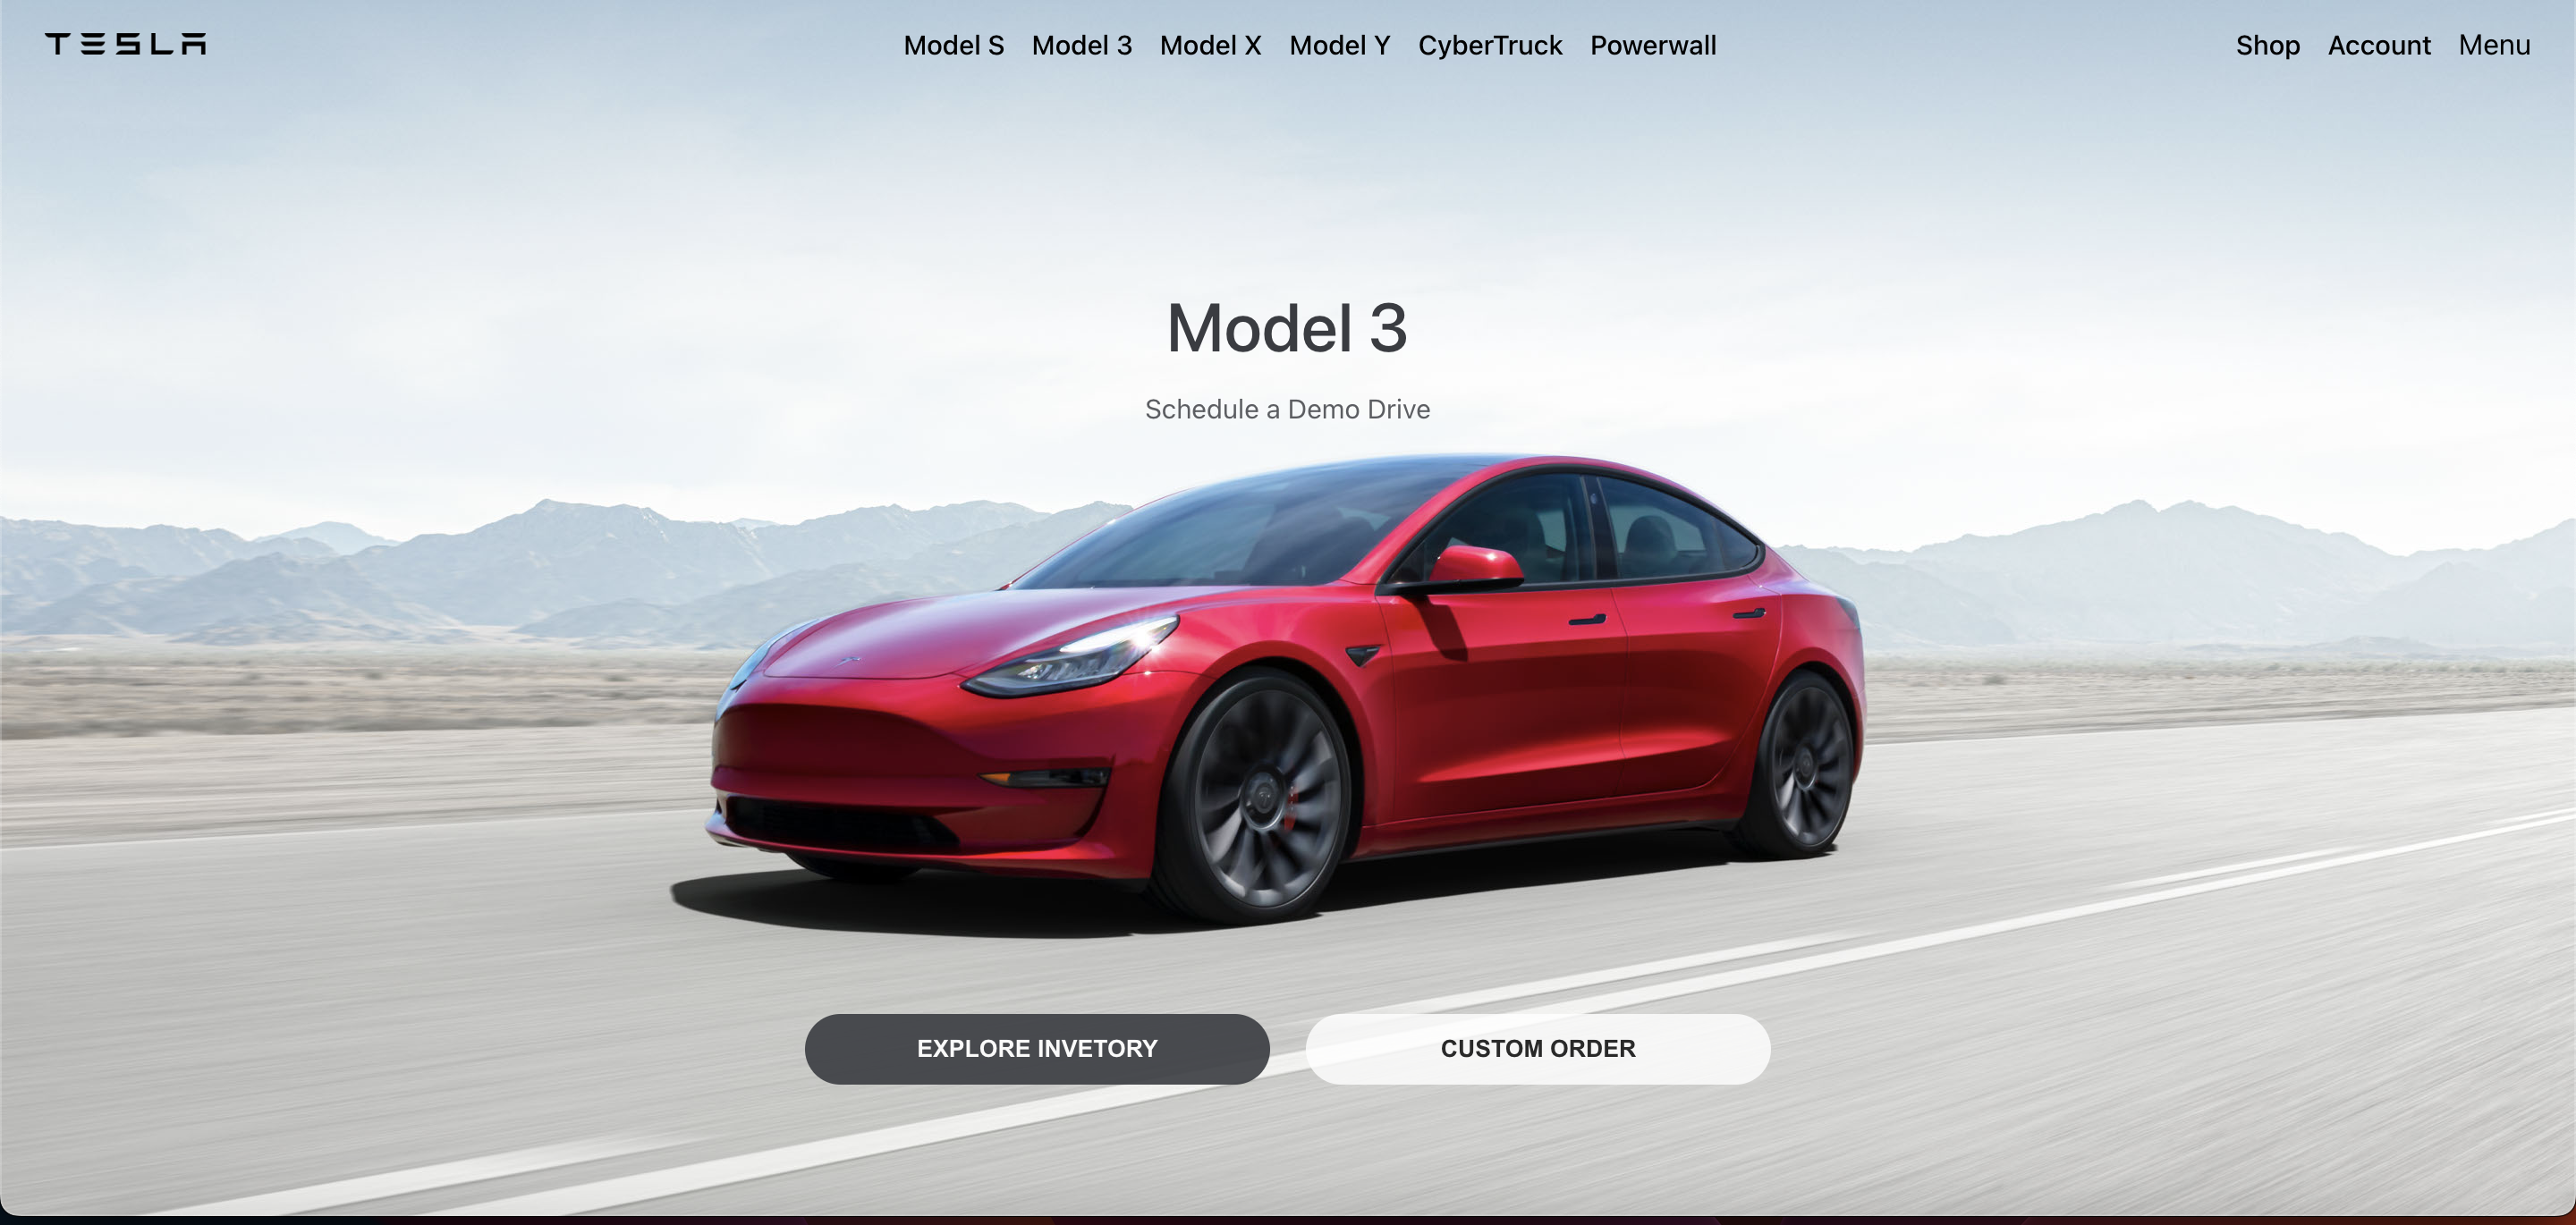 TESLA Model S Model 3 Model X Model Y CyberTruck Powerwall Shop Account Menu
Model 3
Schedule a Demo Drive
EXPLORE INVETORY CUSTOM ORDER